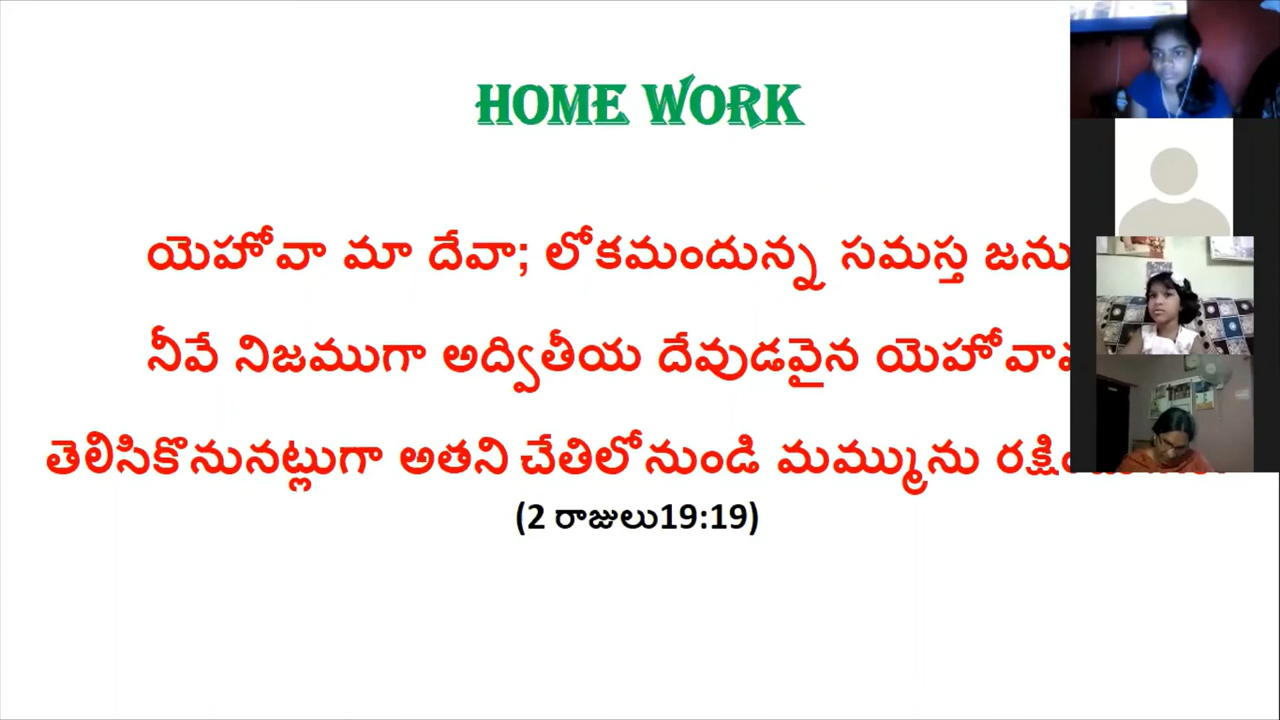 HOME WORK
యెహోవా మా దేవా; లోకమందున్న సమస్త
నీవే నిజముగా అద్వితీయ దేవుడవైన
తెలిసికొనునట్లుగా అతని చేతిలోనుండి మమ్మును
(2 రాజులు19:19)